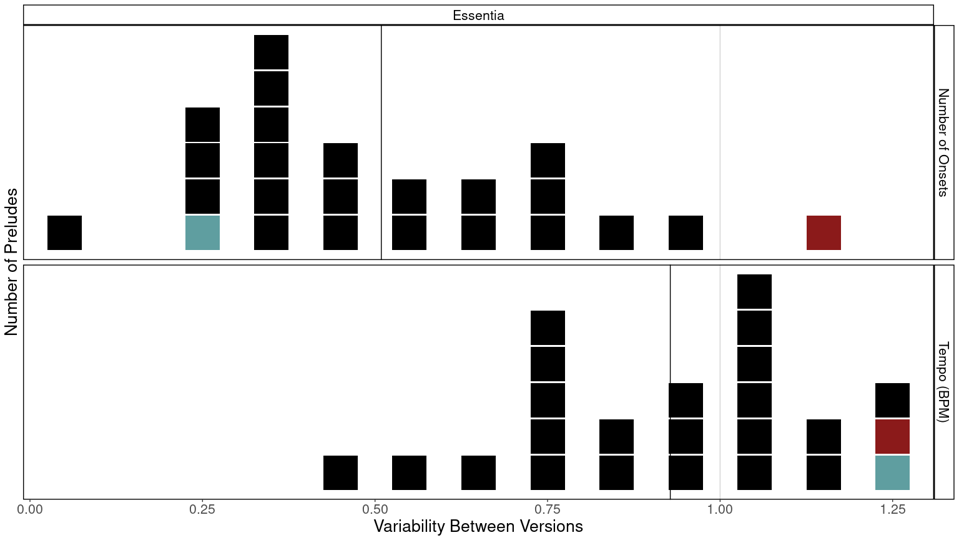 Essentia
Number of Onsets
Number of Preludes
Tempo (BPM)
0.00 0.25 0.50 0.75 1.00 1.25
Variability Between Versions